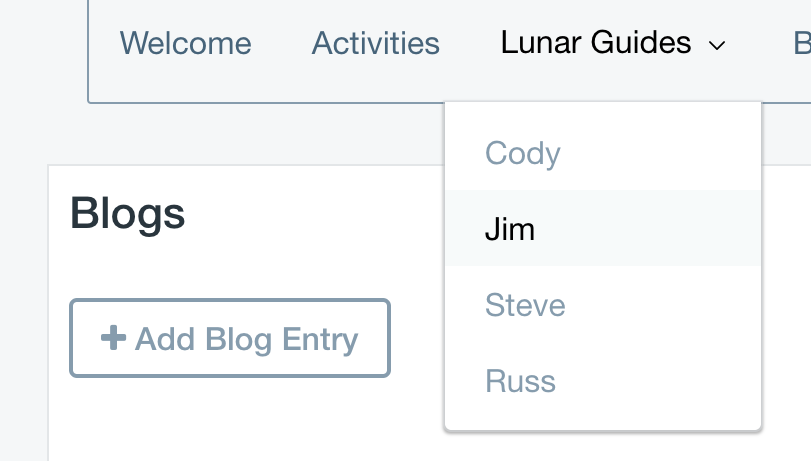 Welcome Activities Lunar Guides B
Cody
Jim
Steve
Russ
Blogs
Add Blog Entry